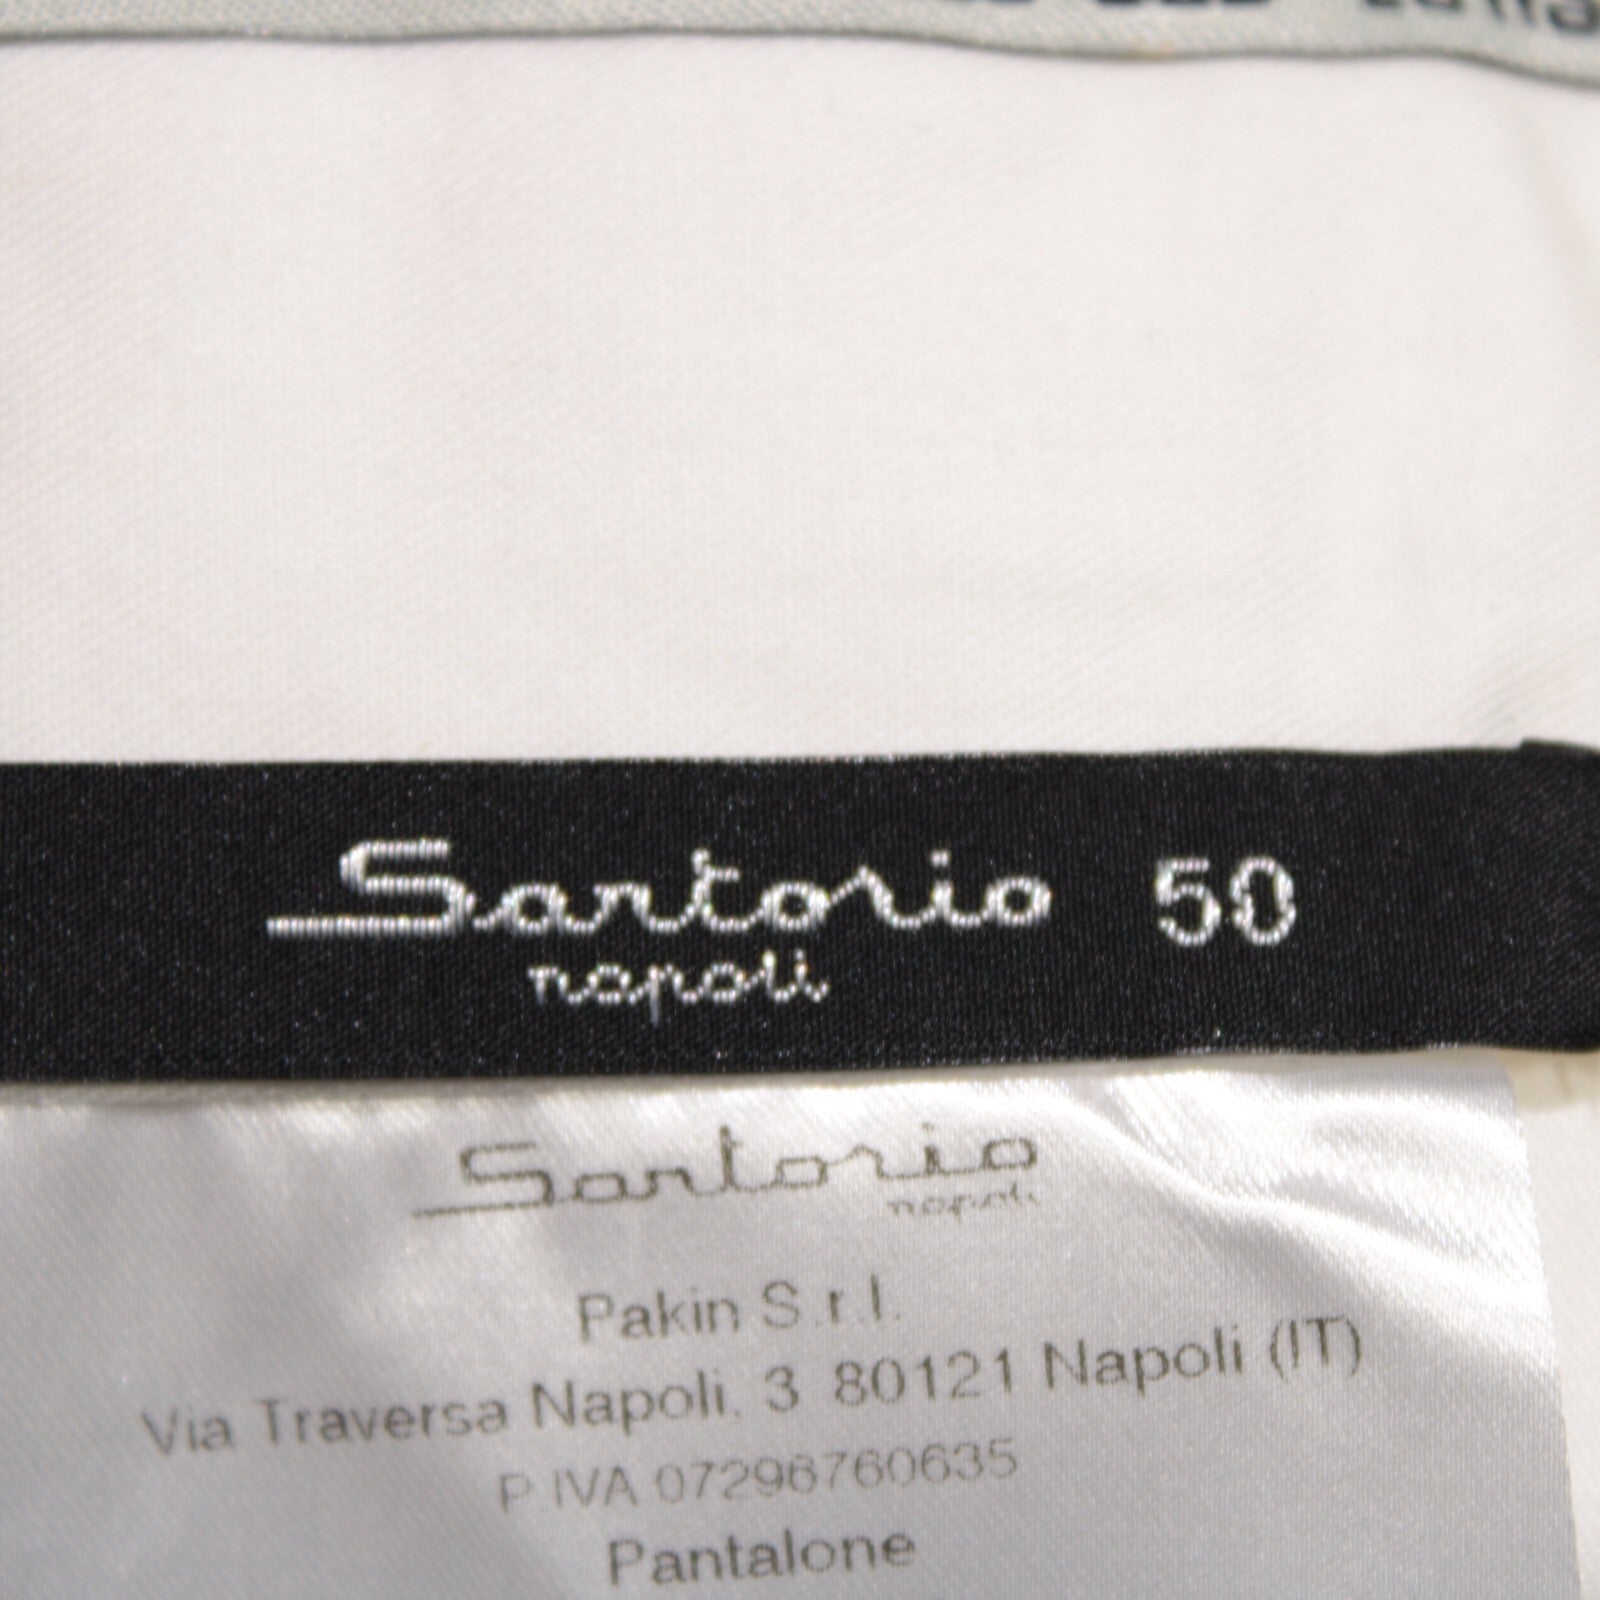 Sartorio 50
napoli
Sartorio
napoli
Pakin S.r.l.
Via Traversa Napoli, 3 80121 Napoli (IT)
P.IVA 07296760635
Pantalone